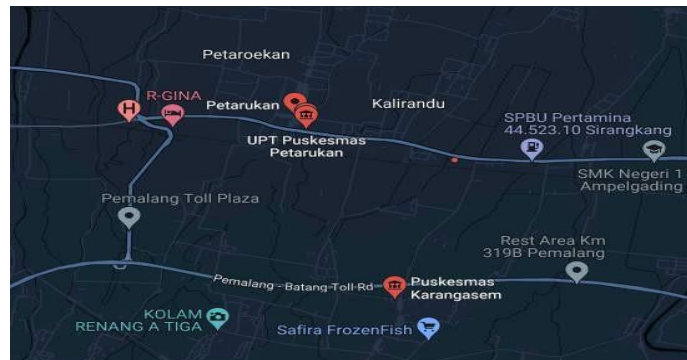 Petaroekan
R-GINA
H
Petarukan
Kalirandu
UPT Puskesmas
Petarukan
SPBU Pertamina
44.523.10 Sirangkang
SMK Negeri 1
Ampelgading
Pemalang Toll Plaza
Rest Area Km
319B Pemalang
Pemalang - Batang-Toll-Rd
Puskesmas
Karangasem
KOLAM
RENANG A TIGA
Safira FrozenFish